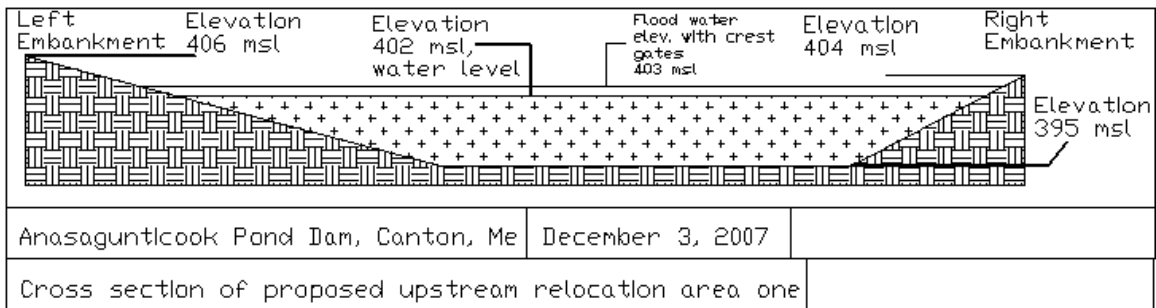 Left
Embankment
Elevation
406 msl
Elevation
402 msl,
water level
Flood water
elev. with crest
gates
403 msl
Elevation
404 msl
Right
Embankment
Elevation
395 msl
Anasagunticook Pond Dam, Canton, Me
December 3, 2007
Cross section of proposed upstream relocation area one